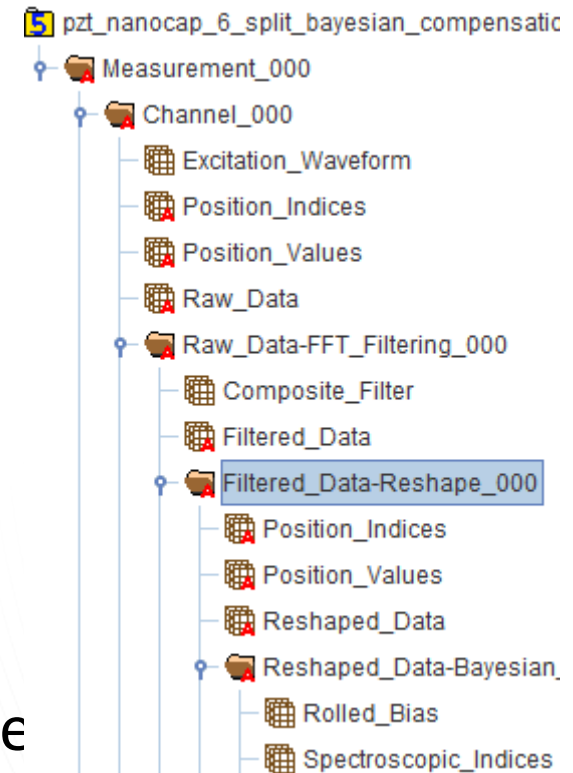 pzt_nanocap_6_split_bayesian_compensatic
Measurement_000
Channel_000
Excitation_Waveform
Position_Indices
Position_Values
Raw_Data
Raw_Data-FFT_Filtering_000
Composite_Filter
Filtered_Data
Filtered_Data-Reshape_000
Position_Indices
Position_Values
Reshaped_Data
Reshaped_Data-Bayesian_
Rolled_Bias
e
Spectroscopic_Indices